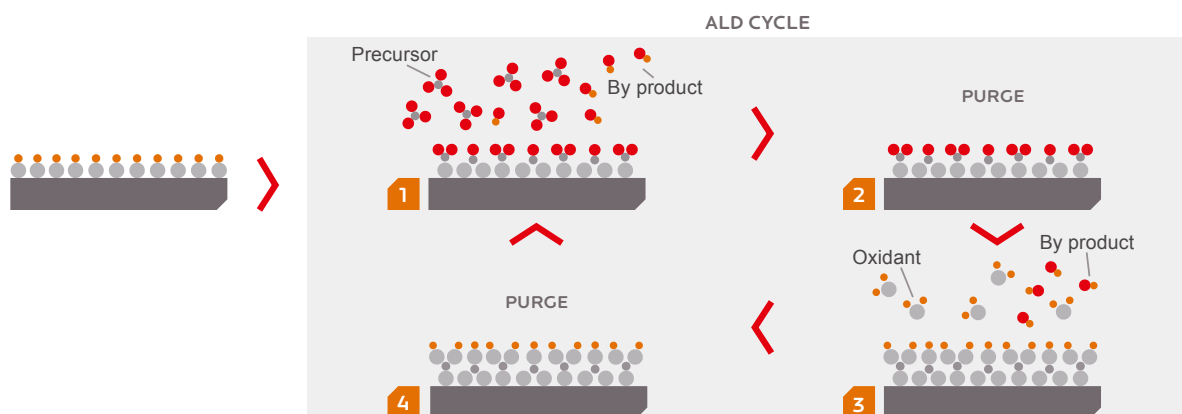 ALD CYCLE
Precursor
By product
1
PURGE
2
Oxidant
By product
3
PURGE
4